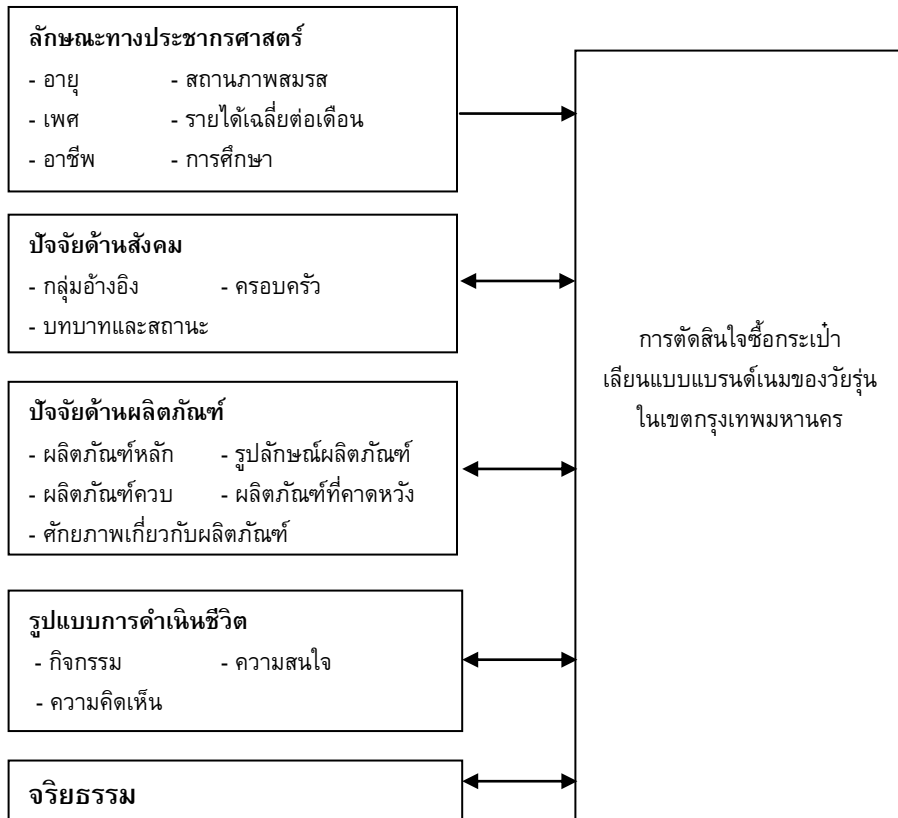 ลักษณะทางประชากรศาสตร์
- อายุ - สถานภาพสมรส
- เพศ - รายได้เฉลี่ยต่อเดือน
- อาชีพ - การศึกษา
ปัจจัยด้านสังคม
- กลุ่มอ้างอิง - ครอบครัว
- บทบาทและสถานะ
ปัจจัยด้านผลิตภัณฑ์
- ผลิตภัณฑ์หลัก - รูปลักษณ์ผลิตภัณฑ์
- ผลิตภัณฑ์ควบ - ผลิตภัณฑ์ที่คาดหวัง
- ศักยภาพเกี่ยวกับผลิตภัณฑ์
รูปแบบการดำเนินชีวิต
- กิจกรรม - ความสนใจ
- ความคิดเห็น
จริยธรรม
การตัดสินใจซื้อกระเป๋า
เลียนแบบแบรนด์เนมของวัยรุ่น
ในเขตกรุงเทพมหานคร